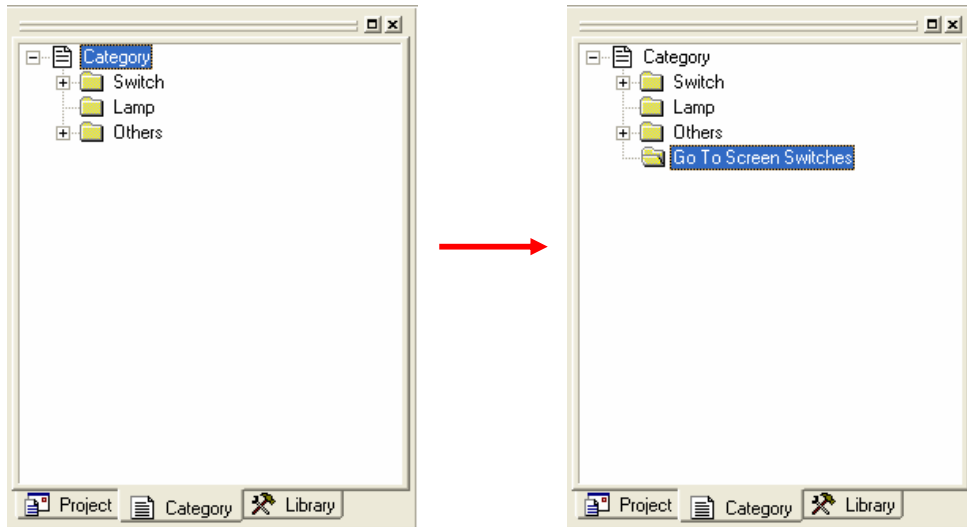 Category
Switch
Lamp
Others
Project
Category
Library
Category
Switch
Lamp
Others
Go To Screen Switches
Project
Category
Library